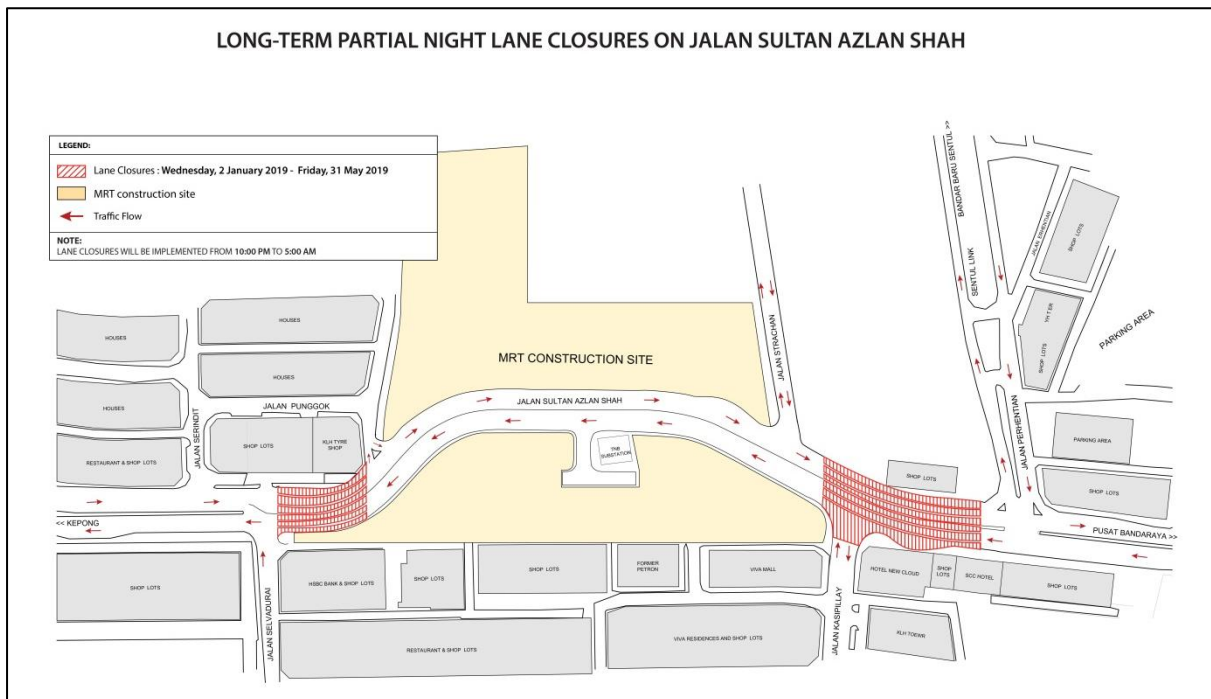 LONG-TERM PARTIAL NIGHT LANE CLOSURES ON JALAN SULTAN AZLAN SHAH
LEGEND:
Lane Closures : Wednesday, 2 January 2019 - Friday, 31 May 2019
MRT construction site
Traffic Flow
NOTE:
LANE CLOSURES WILL BE IMPLEMENTED FROM 10:00 PM TO 5:00 AM
BANDAR BARU SENTUL >>
SENTUL LINK
SHOP LOTS
SHOP LOTS
PARKING AREA
HOUSES
HOUSES
HOUSES
HOUSES
MRT CONSTRUCTION SITE
JALAN STRACHAN
JALAN SULTAN AZLAN SHAH
JALAN PUNGGOK
JALAN SERINDIT
SHOP LOTS
KLH TYRE
SHOP
RESTAURANT & SHOP LOTS
TNB
SUBSTATION
JALAN PERHENTIAN
PARKING AREA
SHOP LOTS
SHOP LOTS
<< KEPONG
PUSAT BANDARAYA >>
SHOP LOTS
JALAN SELVADURAI
HSBC BANK & SHOP LOTS
SHOP LOTS
SHOP LOTS
FORMER
PETRON
VIVA MALL
JALAN KASIPILLAY
HOTEL NEW CLOUD
SHOP
LOTS
SCC HOTEL
SHOP LOTS
RESTAURANT & SHOP LOTS
VIVA RESIDENCES AND SHOP LOTS
KLH TOEWR